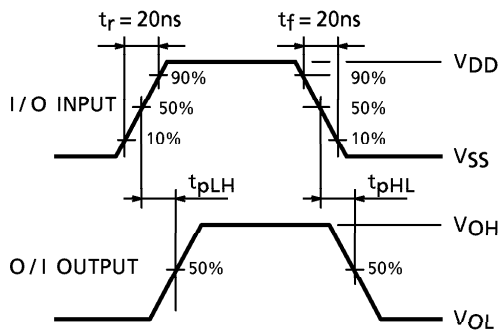 tr = 20ns tf = 20ns
VDD
90% 90%
I / O INPUT 50% 50%
10% 10%
VSS
tpLH tpHL
VOH
O / I OUTPUT 50% 50%
VOL